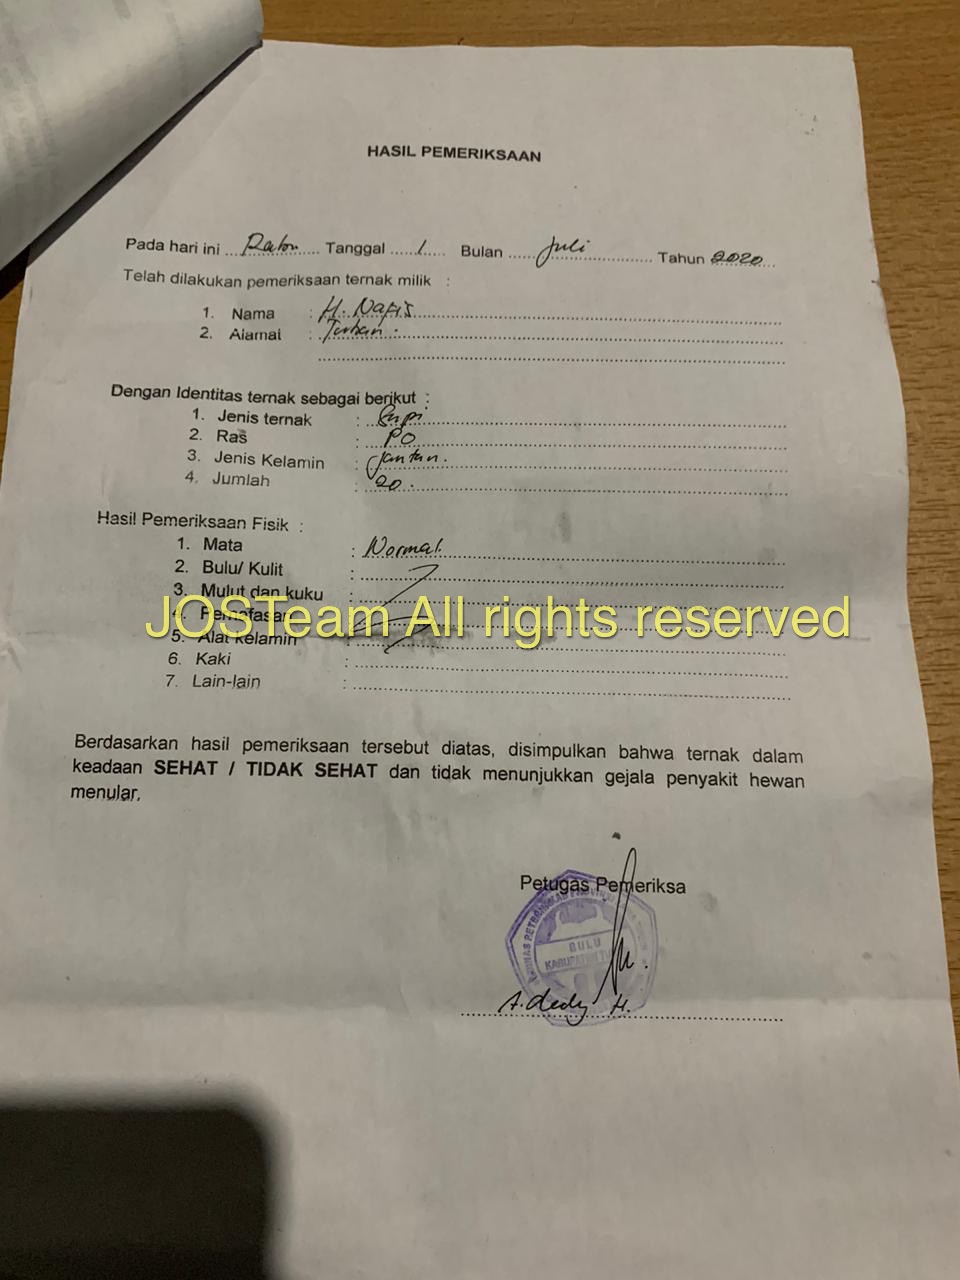 HASIL PEMERIKSAAN
Pada hari ini Rabu Tanggal 1 Bulan Juli Tahun 2020
Telah dilakukan pemeriksaan ternak milik :
1. Nama : H. Nafis
2. Alamat : Tuban.
Dengan Identitas ternak sebagai berikut :
1. Jenis ternak : Sapi
2. Ras : PO
3. Jenis Kelamin : Jantan.
4. Jumlah : 20.
Hasil Pemeriksaan Fisik :
1. Mata : Normal.
2. Bulu/ Kulit :
3. Mulut dan kuku :
4. Pernafasan
JOSTeam All rights reserved
5. Alat Kelamin :
6. Kaki :
7. Lain-lain :
Berdasarkan hasil pemeriksaan tersebut diatas, disimpulkan bahwa ternak dalam
keadaan SEHAT / TIDAK SEHAT dan tidak menunjukkan gejala penyakit hewan
menular.
Petugas Pemeriksa
DINAS PETERNAKAN PROVINSI
BULU
KABUPATEN
A. Dedy H.